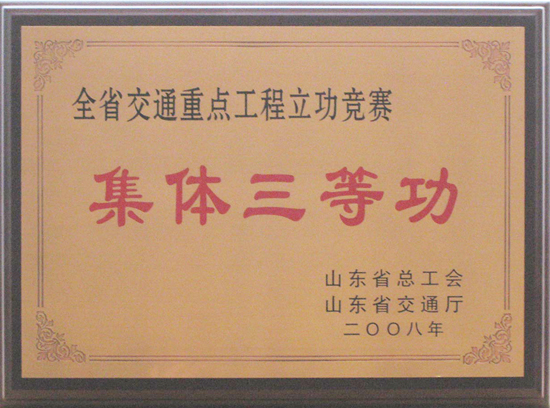 全省交通重点工程立功竞赛
集体三等功
山东省总工会
山东省交通厅
二〇〇八年